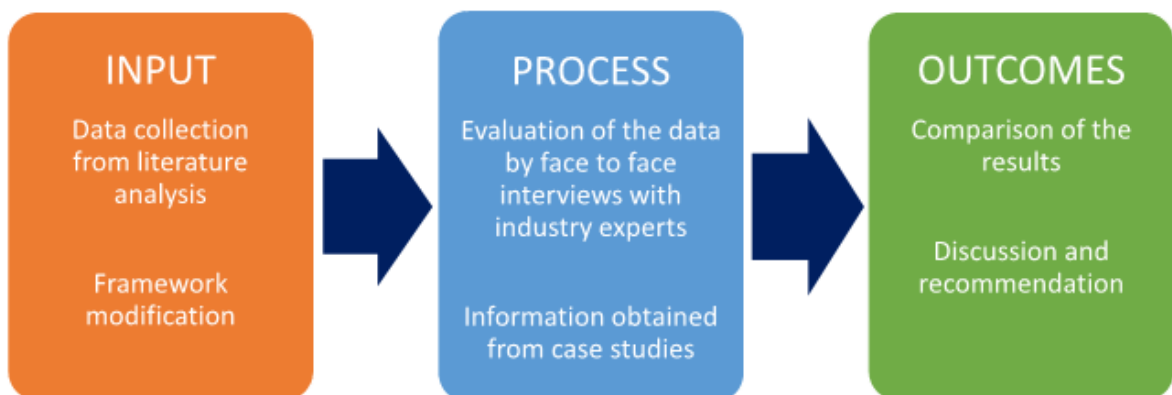 INPUT
Data collection
from literature
analysis
Framework
modification
PROCESS
Evaluation of the data
by face to face
interviews with
industry experts
Information obtained
from case studies
OUTCOMES
Comparison of the
results
Discussion and
recommendation